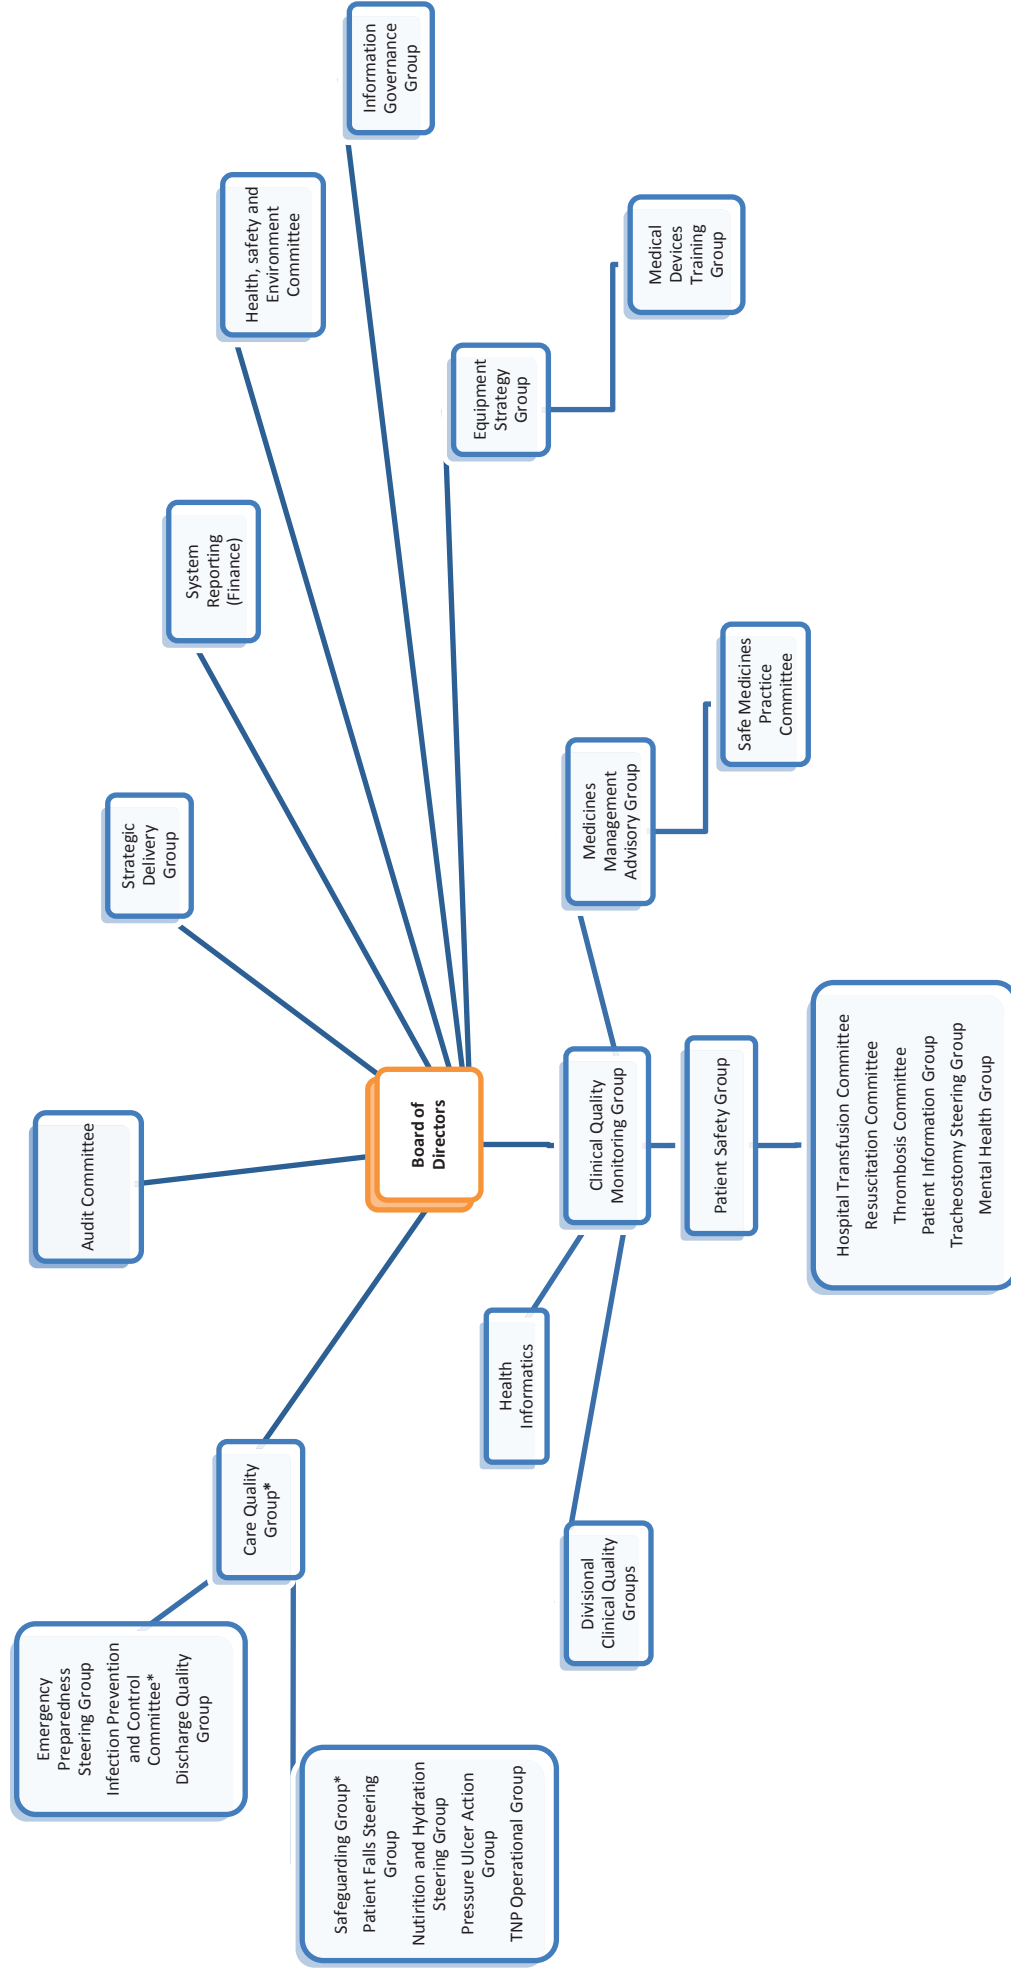 Emergency
Preparedness
Steering Group
Infection Prevention
and Control
Committee*
Discharge Quality
Group
Safeguarding Group*
Patient Falls Steering
Group
Nutirition and Hydration
Steering Group
Pressure Ulcer Action
Group
TNP Operational Group
Care Quality
Group*
Audit Committee
Strategic
Delivery
Group
System
Reporting
(Finance)
Health, safety and
Environment
Committee
Information
Governance
Group
Board of
Directors
Equipment
Strategy
Group
Medical
Devices
Training
Group
Divisional
Clinical Quality
Groups
Health
Informatics
Clinical Quality
Monitoring Group
Medicines
Management
Advisory Group
Safe Medicines
Practice
Committee
Patient Safety Group
Hospital Transfusion Committee
Resuscitation Committee
Thrombosis Committee
Patient Information Group
Tracheostomy Steering Group
Mental Health Group